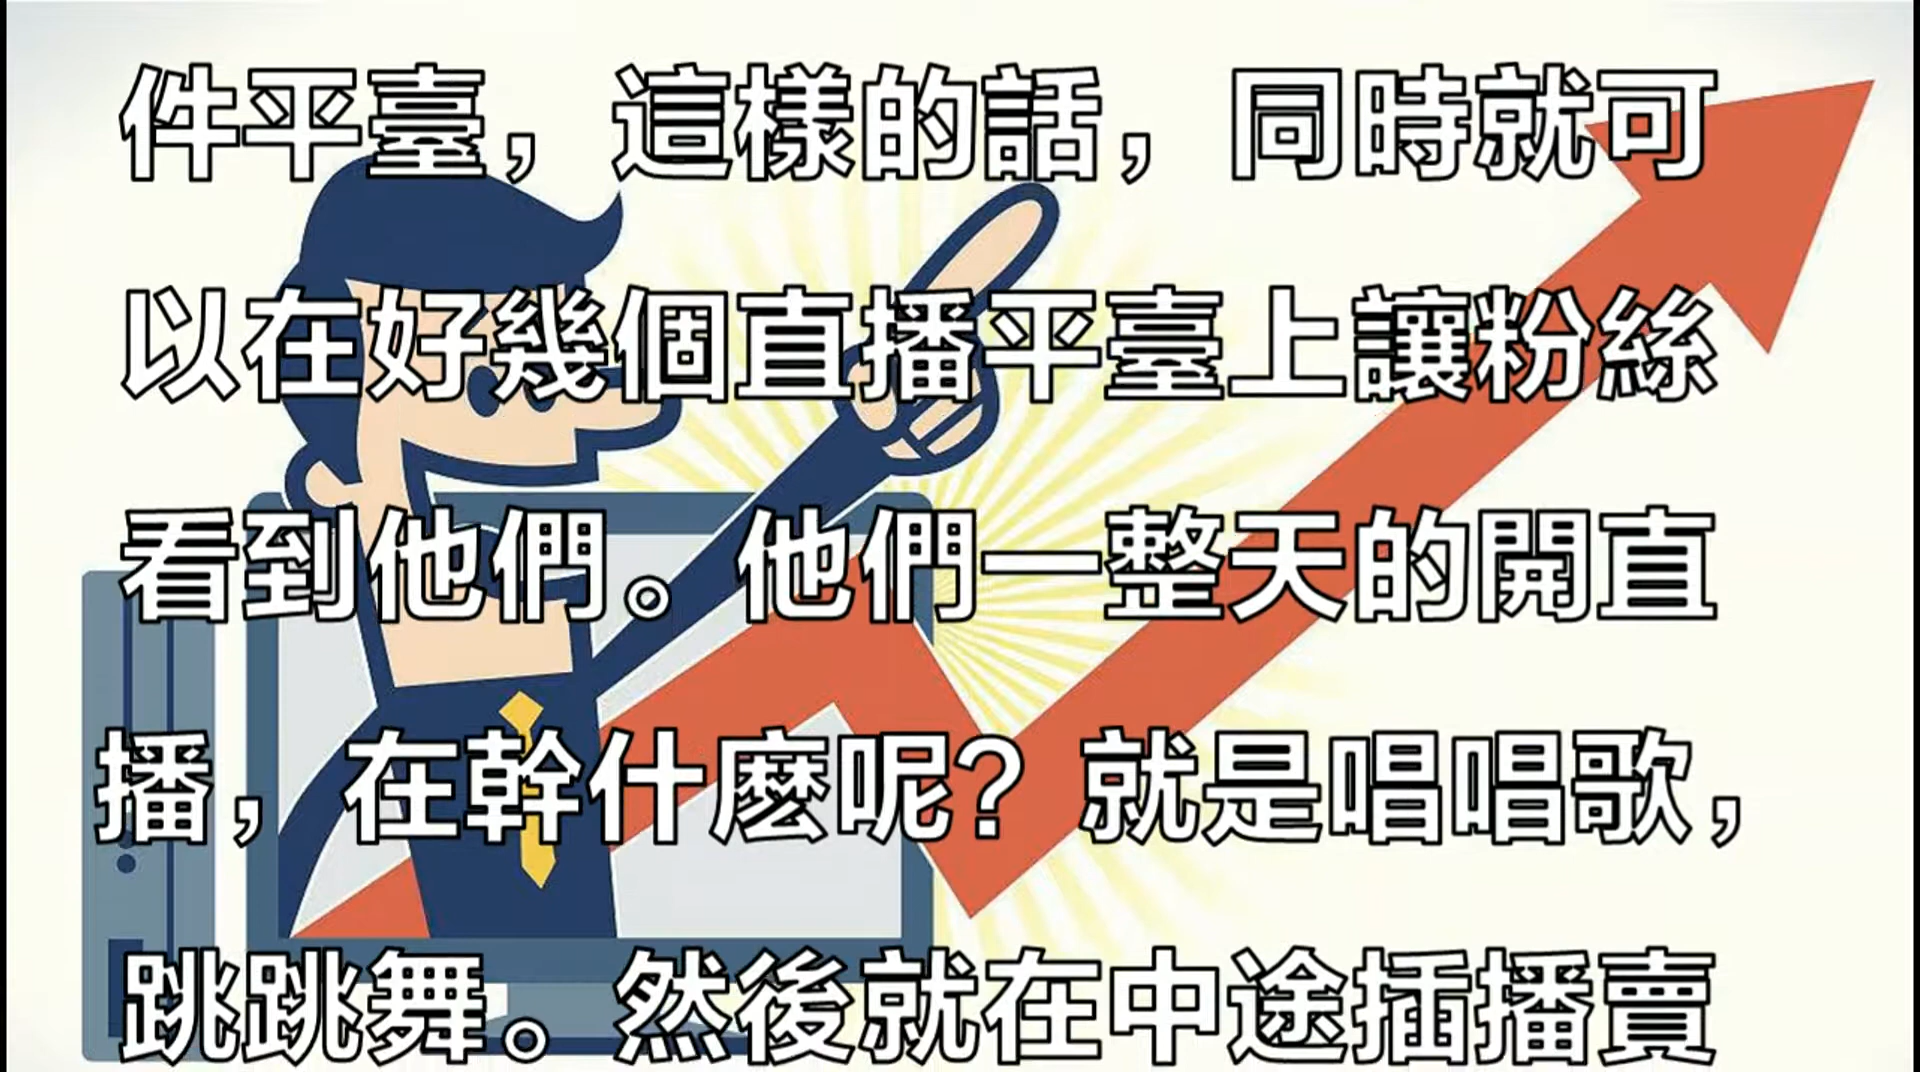 件平臺，這樣的話，同時就可
以在好幾個直播平臺上讓粉絲
看到他們。他們一整天的開直
播，在幹什麽呢？就是唱唱歌，
跳跳舞。然後就在中途插播賣